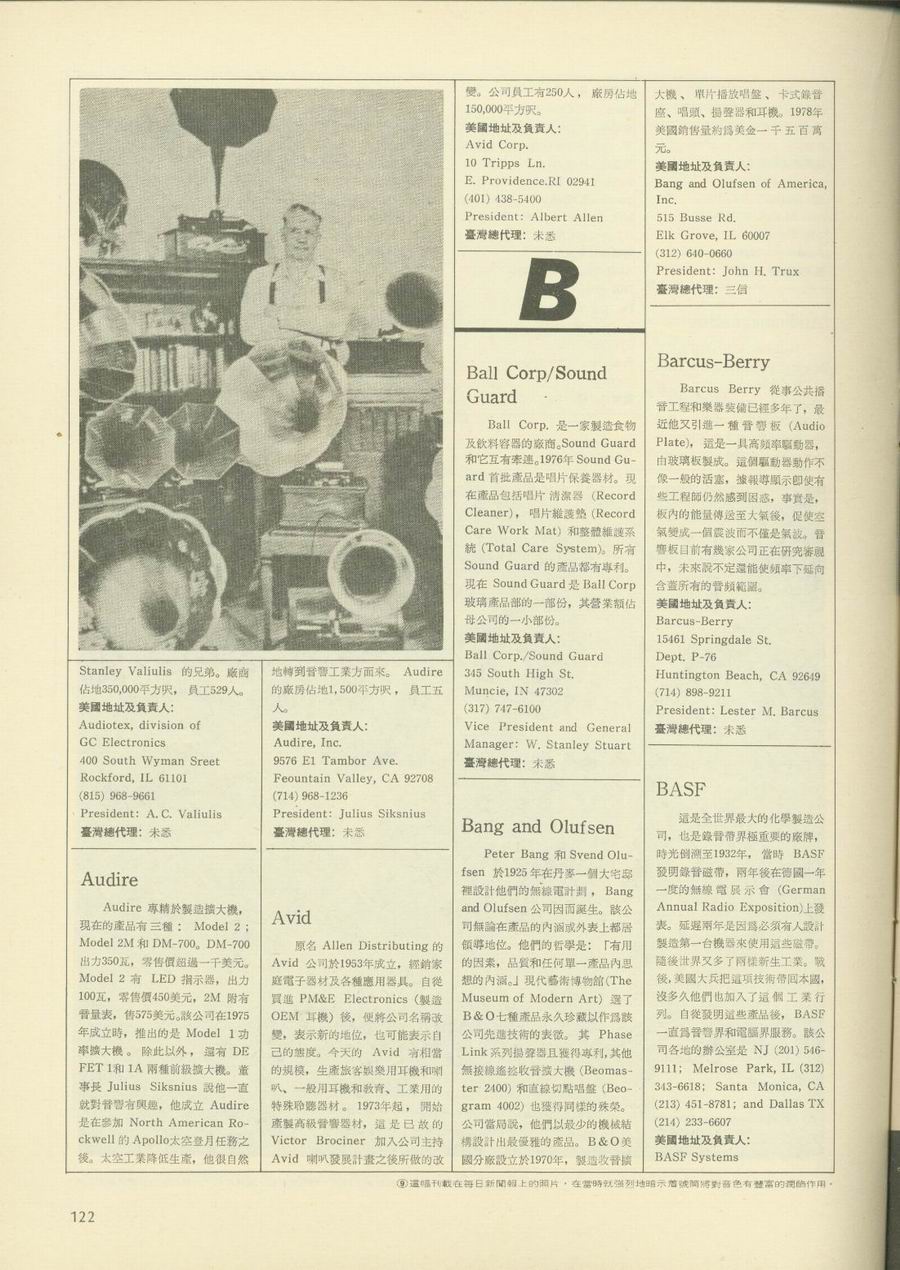 Stanley Valiulis 的兄弟。廠商
佔地350,000平方呎，員工529人。
美國地址及負責人：
Audiotex, division of
GC Electronics
400 South Wyman Sreet
Rockford, IL 61101
(815) 968-9661
President: A. C. Valiulis
臺灣總代理：未悉
Audire
Audire 專精於製造擴大機，
現在的產品有三種： Model 2；
Model 2M 和 DM-700。DM-700
出力350瓦，零售價超過一千美元。
Model 2 有 LED 指示器，出力
100瓦，零售價450美元，2M 附有
音量表，售575美元。該公司在1975
年成立時，推出的是 Model 1 功
率擴大機。除此以外，還有 DE
FET 1和 1A 兩種前級擴大機。董
事長 Julius Siksnius 說他一直
就對音響有興趣，他成立 Audire
是在參加 North American Ro-
ckwell 的 Apollo太空登月任務之
後。太空工業降低生產，他很自然
地轉到音響工業方面來。 Audire
的廠房佔地1,500平方呎，員工五
人。
美國地址及負責人：
Audire, Inc.
9576 E1 Tambor Ave.
Feountain Valley, CA 92708
(714) 968-1236
President: Julius Siksnius
臺灣總代理：未悉
Avid
原名 Allen Distributing 的
Avid 公司於1953年成立，經銷家
庭電子器材及各種應用器具。自從
買進 PM&E Electronics（製造
OEM 耳機）後，便將公司名稱改
變，表示新的地位，也可能表示自
己的態度。今天的 Avid 有相當
的規模，生產旅客娛樂用耳機和喇
叭、一般用耳機和教育、工業用的
特殊聆聽器材。1973年起，開始
產製高級音響器材，這是已故的
Victor Brociner 加入公司主持
Avid 喇叭發展計畫之後所做的改
變。公司員工有250人，廠房佔地
150,000平方呎。
美國地址及負責人：
Avid Corp.
10 Tripps Ln.
E. Providence.RI 02941
(401) 438-5400
President: Albert Allen
臺灣總代理：未悉
B
Ball Corp/Sound
Guard
Ball Corp. 是一家製造食物
及飲料容器的廠商。Sound Guard
和它互有牽連。1976年 Sound Gu-
ard 首批產品是唱片保養器材。現
在產品包括唱片清潔器（Record
Cleaner），唱片維護墊（Record
Care Work Mat）和整體維護系
統（Total Care System）。所有
Sound Guard 的產品都有專利。
現在 Sound Guard 是 Ball Corp
玻璃產品部的一部份，其營業額佔
母公司的一小部份。
美國地址及負責人：
Ball Corp./Sound Guard
345 South High St.
Muncie, IN 47302
(317) 747-6100
Vice President and General
Manager: W. Stanley Stuart
臺灣總代理：未悉
Bang and Olufsen
Peter Bang 和 Svend Olu-
fsen 於1925 年在丹麥一個大宅邸
裡設計他們的無線電計劃，Bang
and Olufsen 公司因而誕生。該公
司無論在產品的內涵或外表上都居
領導地位。他們的哲學是：「有用
的因素，品質和任何單一產品內思
想的內涵。」現代藝術博物館（The
Museum of Modern Art）選了
B&O七種產品永久珍藏以作為該
公司先進技術的表徵。其 Phase
Link 系列揚聲器且獲得專利，其他
無接線遙控收音擴大機（Beomas-
ter 2400）和直線切點唱盤（Beo-
gram 4002）也獲得同樣的殊榮。
公司當局說，他們以最少的機械結
構設計出最優雅的產品。B&O美
國分廠設立於1970年，製造收音擴
大機、單片播放唱盤、卡式錄音
座、唱頭、揚聲器和耳機。1978年
美國銷售量約為美金一千五百萬
元。
美國地址及負責人：
Bang and Olufsen of America,
Inc.
515 Busse Rd.
Elk Grove, IL 60007
(312) 640-0660
President: John H. Trux
臺灣總代理：三信
Barcus-Berry
Barcus Berry 從事公共播
音工程和樂器裝備已經多年了，最
近他又引進一種音響板（Audio
Plate），這是一具高頻率驅動器，
由玻璃板製成。這個驅動器動作不
像一般的活塞，據報導顯示即使有
些工程師仍然感到困惑，事實是，
板內的能量傳送至大氣後，促使空
氣變成一個震波而不僅是氣波。音
響板目前有幾家公司正在研究審視
中，未來說不定還能使頻率下延向
含蓋所有的音頻範圍。
美國地址及負責人：
Barcus-Berry
15461 Springdale St.
Dept. P-76
Huntington Beach, CA 92649
(714) 898-9211
President: Lester M. Barcus
臺灣總代理：未悉
BASF
這是全世界最大的化學製造公
司，也是錄音帶界極重要的廠牌，
時光倒溯至1932年，當時 BASF
發明錄音磁帶，兩年後在德國一年
一度的無線電展示會（German
Annual Radio Exposition)上發
表。延遲兩年是因為必須有人設計
製造第一台機器來使用這些磁帶。
隨後世界又多了兩樣新生工業。戰
後，美國大兵把這項技術帶回本國，
沒多久他們也加入了這個工業行
列。自從發明這些產品後，BASF
一直為音響界和電腦界服務。該公
司各地的辦公室是 NJ (201) 546-
9111; Melrose Park, IL (312)
343-6618; Santa Monica, CA
(213) 451-8781; and Dallas TX
(214) 233-6607
美國地址及負責人：
BASF Systems
⑨這幅刊載在每日新聞報上的照片，在當時就強烈地暗示着號筒將對音色有豐富的潤飾作用。
122